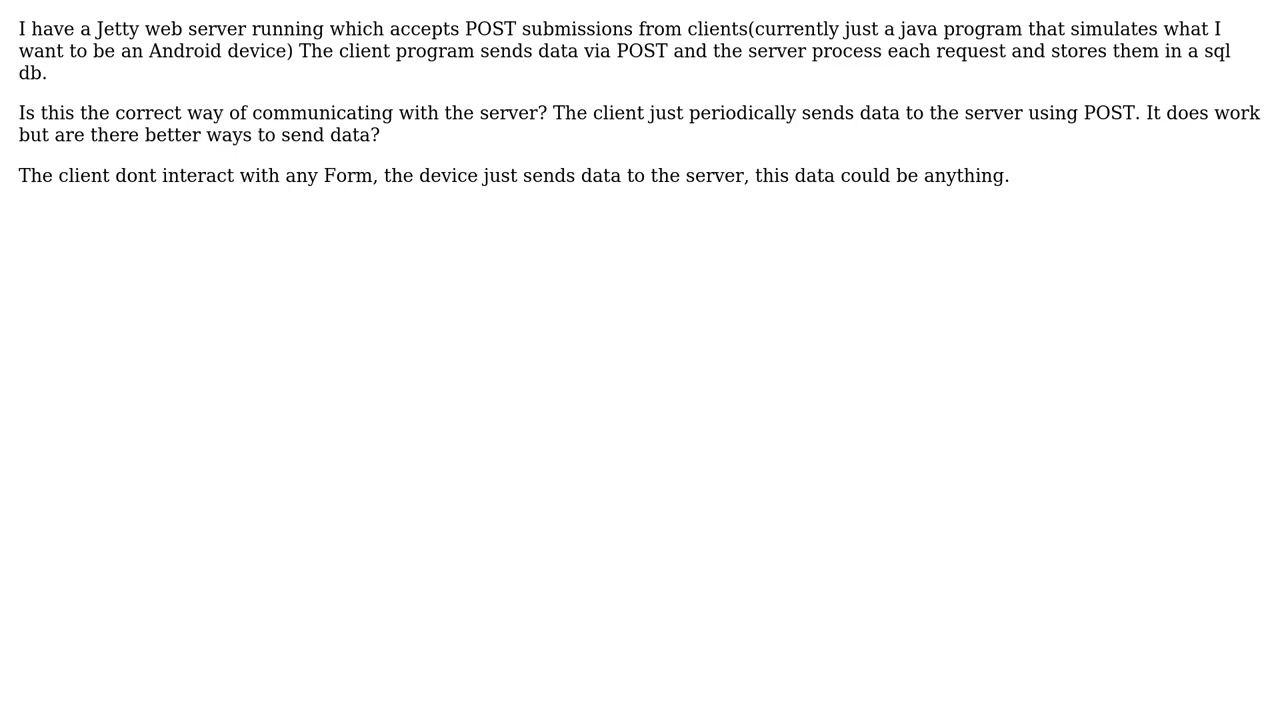 I have a Jetty web server running which accepts POST submissions from clients(currently just a java program that simulates what I
want to be an Android device) The client program sends data via POST and the server process each request and stores them in a sql
db.
Is this the correct way of communicating with the server? The client just periodically sends data to the server using POST. It does work
but are there better ways to send data?
The client dont interact with any Form, the device just sends data to the server, this data could be anything.